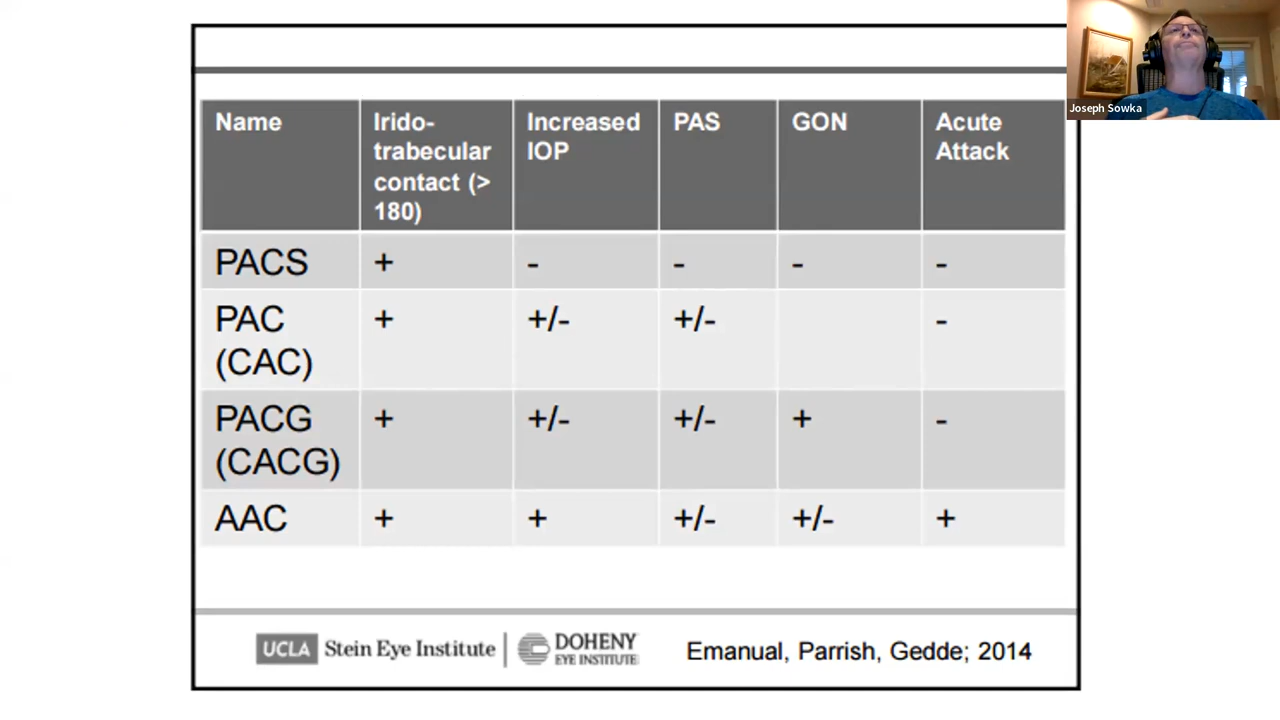 Joseph Sowka
Name Irido- Increased PAS GON Acute
trabecular IOP Attack
contact (>
180)
PACS + - - - -
PAC + +/- +/- -
(CAC)
PACG + +/- +/- + -
(CACG)
AAC + + +/- +/- +
UCLA Stein Eye Institute DOHENY
EYE INSTITUTE
Emanual, Parrish, Gedde; 2014